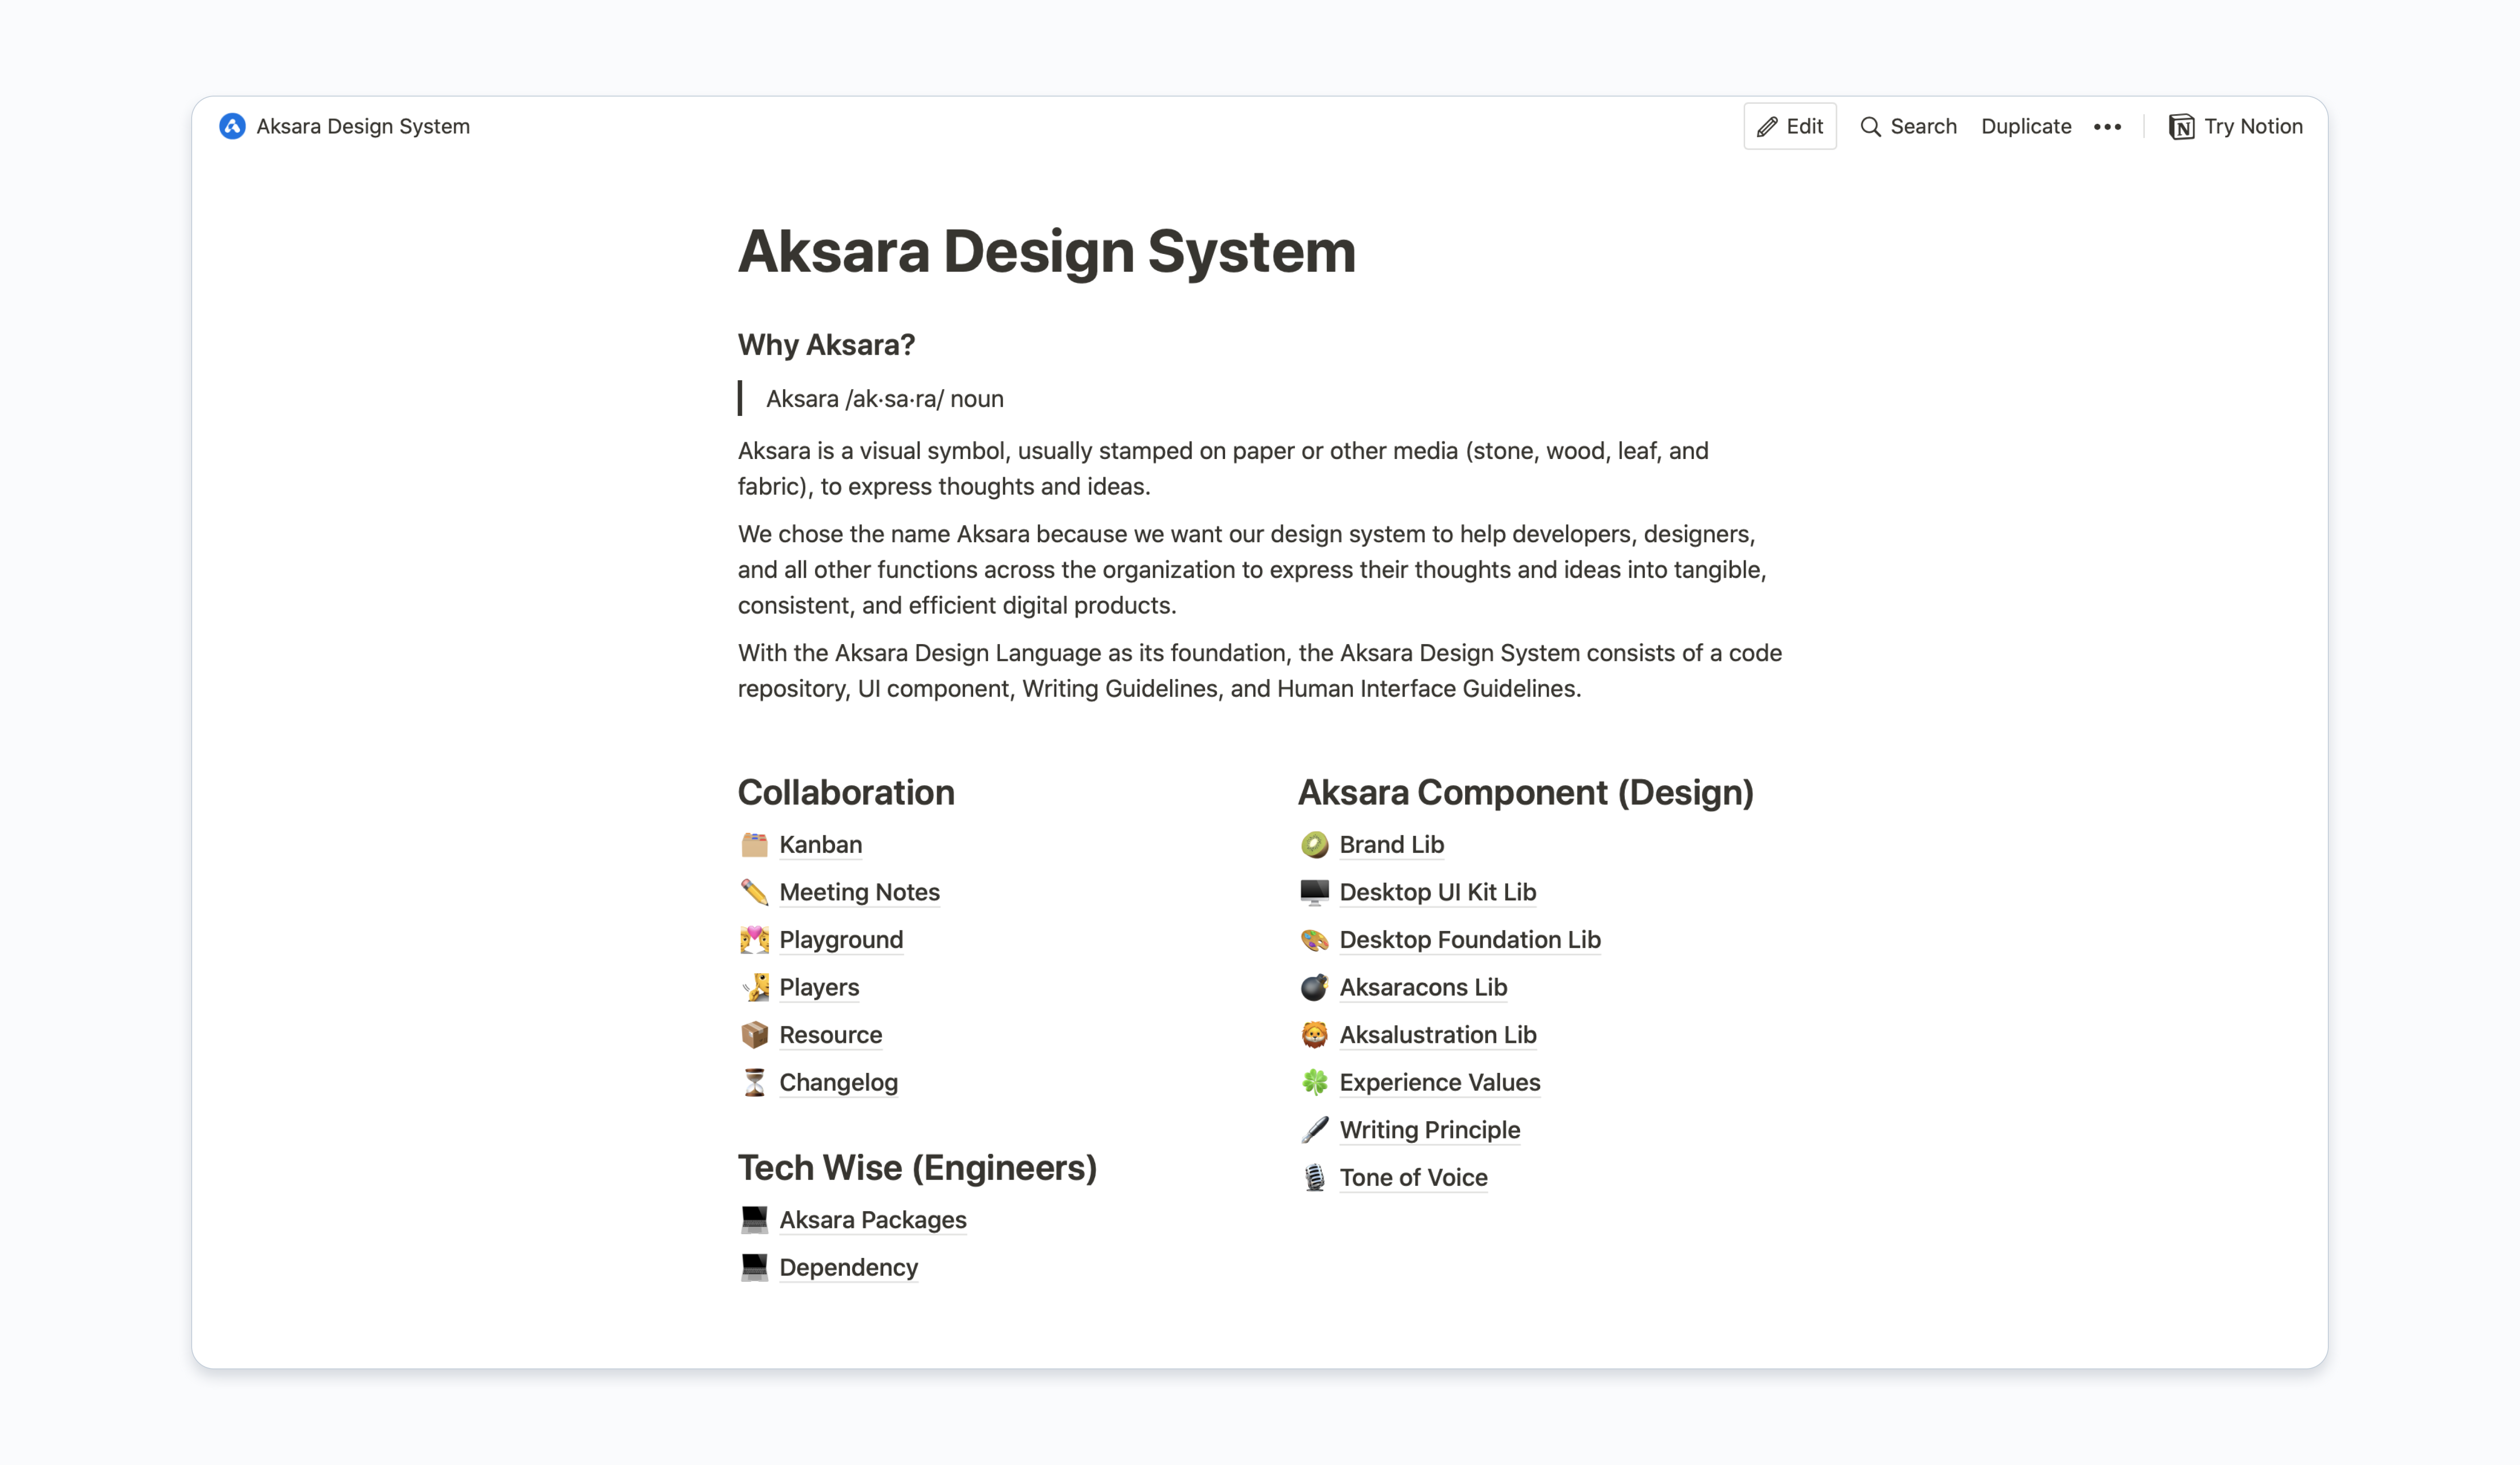 Aksara Design System
Edit
Search
Duplicate
•••
Try Notion
Aksara Design System
Why Aksara?
Aksara /ak·sa·ra/ noun
Aksara is a visual symbol, usually stamped on paper or other media (stone, wood, leaf, and
fabric), to express thoughts and ideas.
We chose the name Aksara because we want our design system to help developers, designers,
and all other functions across the organization to express their thoughts and ideas into tangible,
consistent, and efficient digital products.
With the Aksara Design Language as its foundation, the Aksara Design System consists of a code
repository, UI component, Writing Guidelines, and Human Interface Guidelines.
Collaboration
Kanban
Meeting Notes
Playground
Players
Resource
Changelog
Tech Wise (Engineers)
Aksara Packages
Dependency
Aksara Component (Design)
Brand Lib
Desktop UI Kit Lib
Desktop Foundation Lib
Aksaracons Lib
Aksalustration Lib
Experience Values
Writing Principle
Tone of Voice